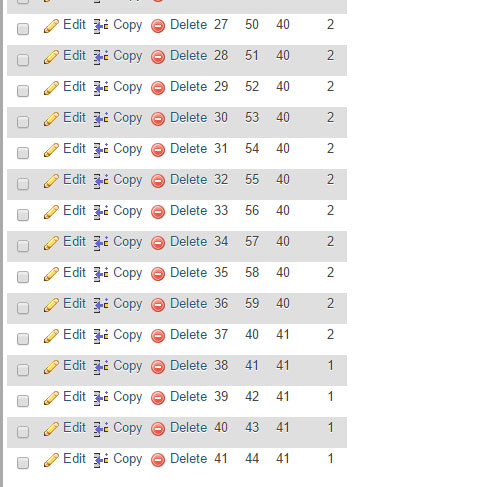 Edit Copy Delete 27 50 40 2
Edit Copy Delete 28 51 40 2
Edit Copy Delete 29 52 40 2
Edit Copy Delete 30 53 40 2
Edit Copy Delete 31 54 40 2
Edit Copy Delete 32 55 40 2
Edit Copy Delete 33 56 40 2
Edit Copy Delete 34 57 40 2
Edit Copy Delete 35 58 40 2
Edit Copy Delete 36 59 40 2
Edit Copy Delete 37 40 41 2
Edit Copy Delete 38 41 41 1
Edit Copy Delete 39 42 41 1
Edit Copy Delete 40 43 41 1
Edit Copy Delete 41 44 41 1